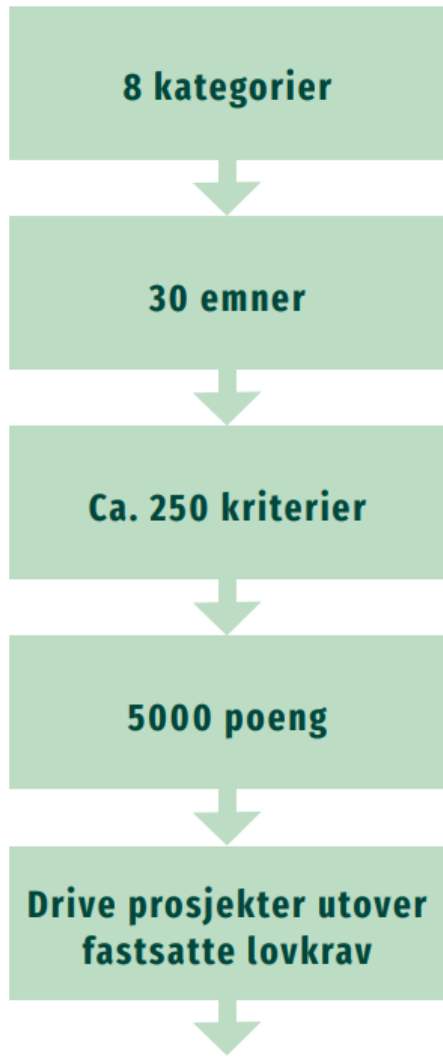 8 kategorier
30 emner
Ca. 250 kriterier
5000 poeng
Drive prosjekter utover
fastsatte lovkrav